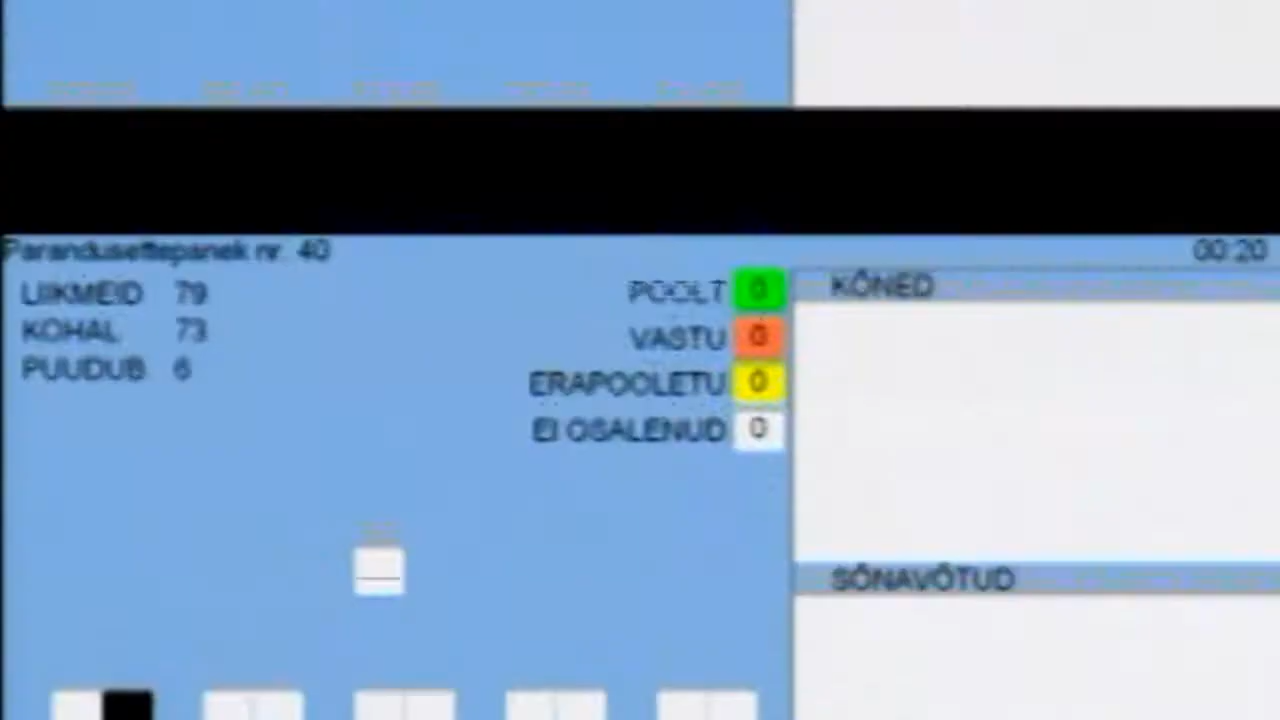 Parandusettepanek nr. 40
00:20
LIIKMEID 79
KOHAL 73
PUUDUB 6
POOLT 0
VASTU 0
ERAPOOLETU 0
EI OSALENUD 0
KÕNED
SÕNAVÕTUD